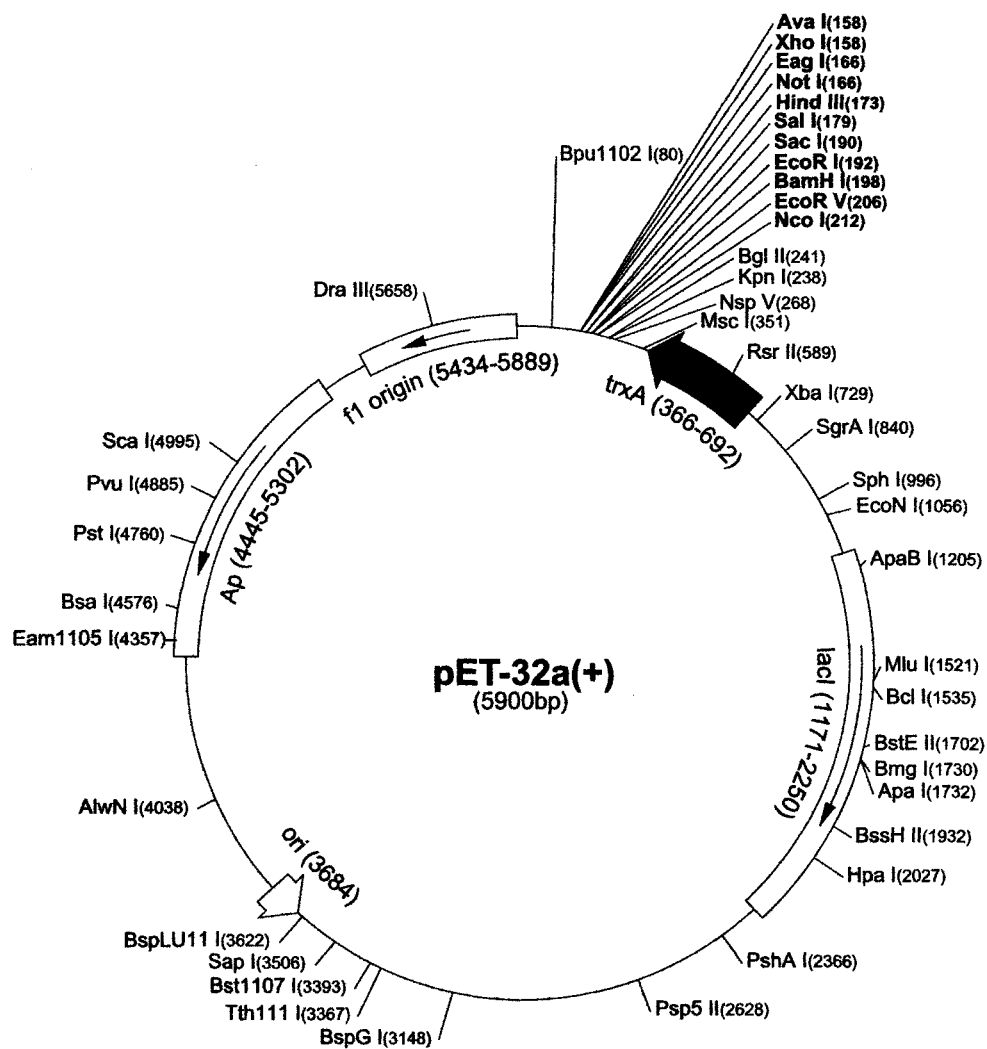 Ava I(158)
Xho I(158)
Eag I(166)
Not I(166)
Hind III(173)
Sal I(179)
Sac I(190)
EcoR I(192)
BamH I(198)
EcoR V(206)
Nco I(212)
Bpu1102 I(80)
Bgl II(241)
Kpn I(238)
Nsp V(268)
Msc I(351)
Rsr II(589)
Xba I(729)
SgrA I(840)
Sph I(996)
EcoN I(1056)
ApaB I(1205)
Mlu I(1521)
Bcl I(1535)
BstE II(1702)
Bmg I(1730)
Apa I(1732)
BssH II(1932)
Hpa I(2027)
PshA I(2366)
Psp5 II(2628)
BspG I(3148)
Tth111 I(3367)
Bst1107 I(3393)
Sap I(3506)
BspLU11 I(3622)
AlwN I(4038)
Eam1105 I(4357)
Bsa I(4576)
Pst I(4760)
Pvu I(4885)
Sca I(4995)
Dra III(5658)
f1 origin (5434-5889)
trxA (366-692)
lacI (1171-2250)
ori (3684)
Ap (4445-5302)
pET-32a(+)
(5900bp)